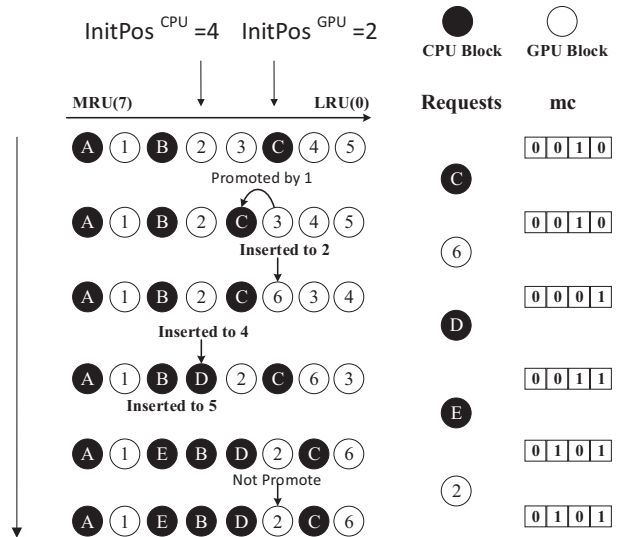 InitPos CPU =4 InitPos GPU =2
CPU Block GPU Block
MRU(7) LRU(0) Requests mc
A 1 B 2 3 C 4 5 0 0 1 0
Promoted by 1 C
A 1 B 2 C 3 4 5 0 0 1 0
Inserted to 2 6
A 1 B 2 C 6 3 4 0 0 0 1
Inserted to 4 D
A 1 B D 2 C 6 3 0 0 1 1
Inserted to 5 E
A 1 E B D 2 C 6 0 1 0 1
Not Promote 2
A 1 E B D 2 C 6 0 1 0 1